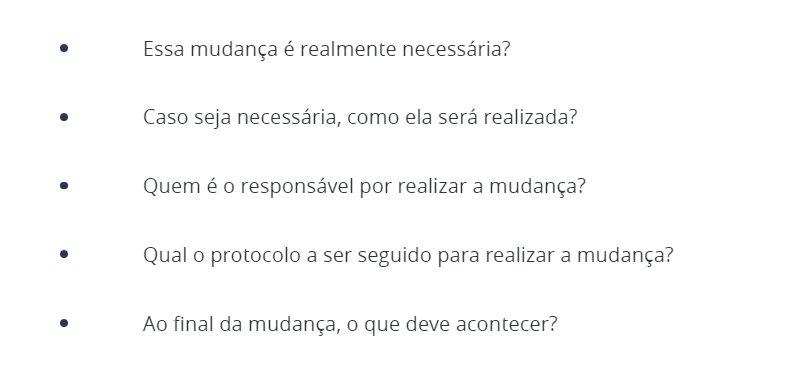 • Essa mudança é realmente necessária?
• Caso seja necessária, como ela será realizada?
• Quem é o responsável por realizar a mudança?
• Qual o protocolo a ser seguido para realizar a mudança?
• Ao final da mudança, o que deve acontecer?